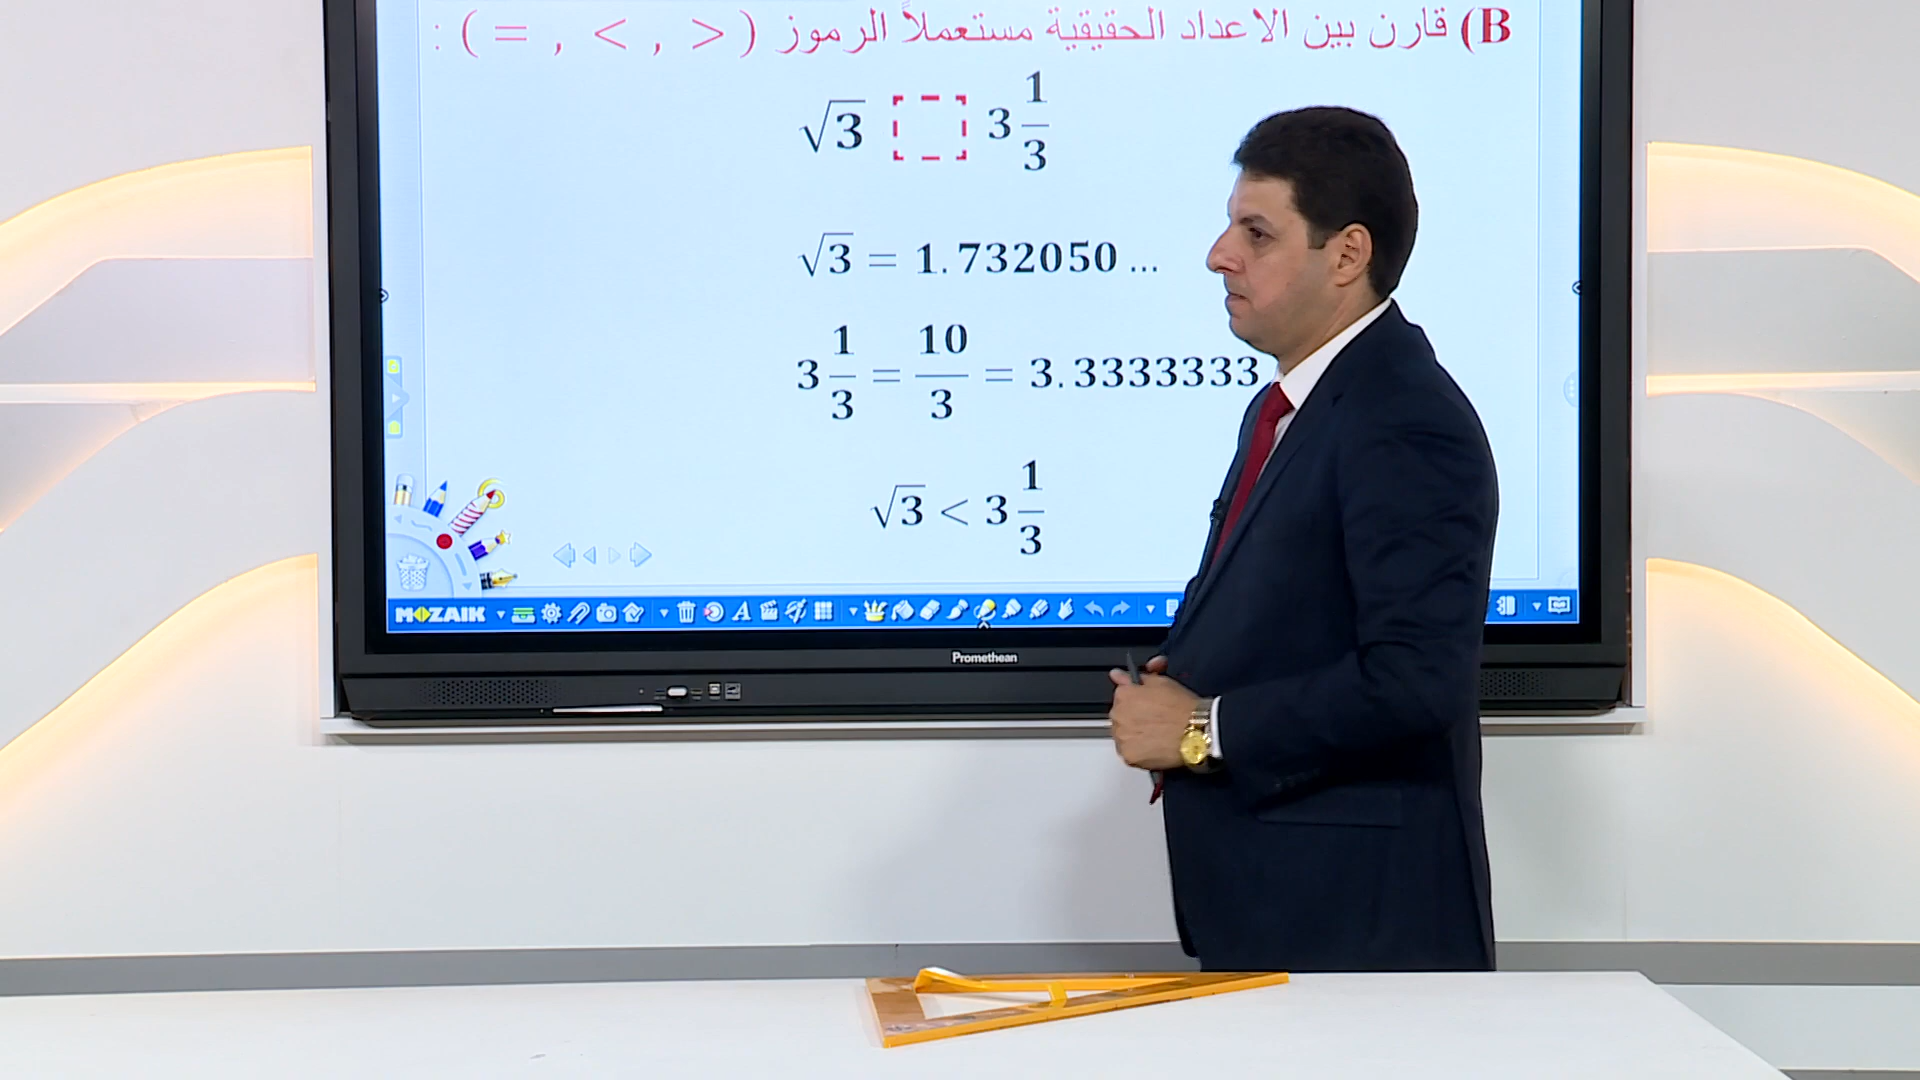 B) قارن بين الاعداد الحقيقية مستعملاً الرموز ( > , < , = ) :
√3 3 1/3
√3 = 1.732050 ...
3 1/3 = 10/3 = 3.3333333
√3 < 3 1/3
MOZAIK
Promethean